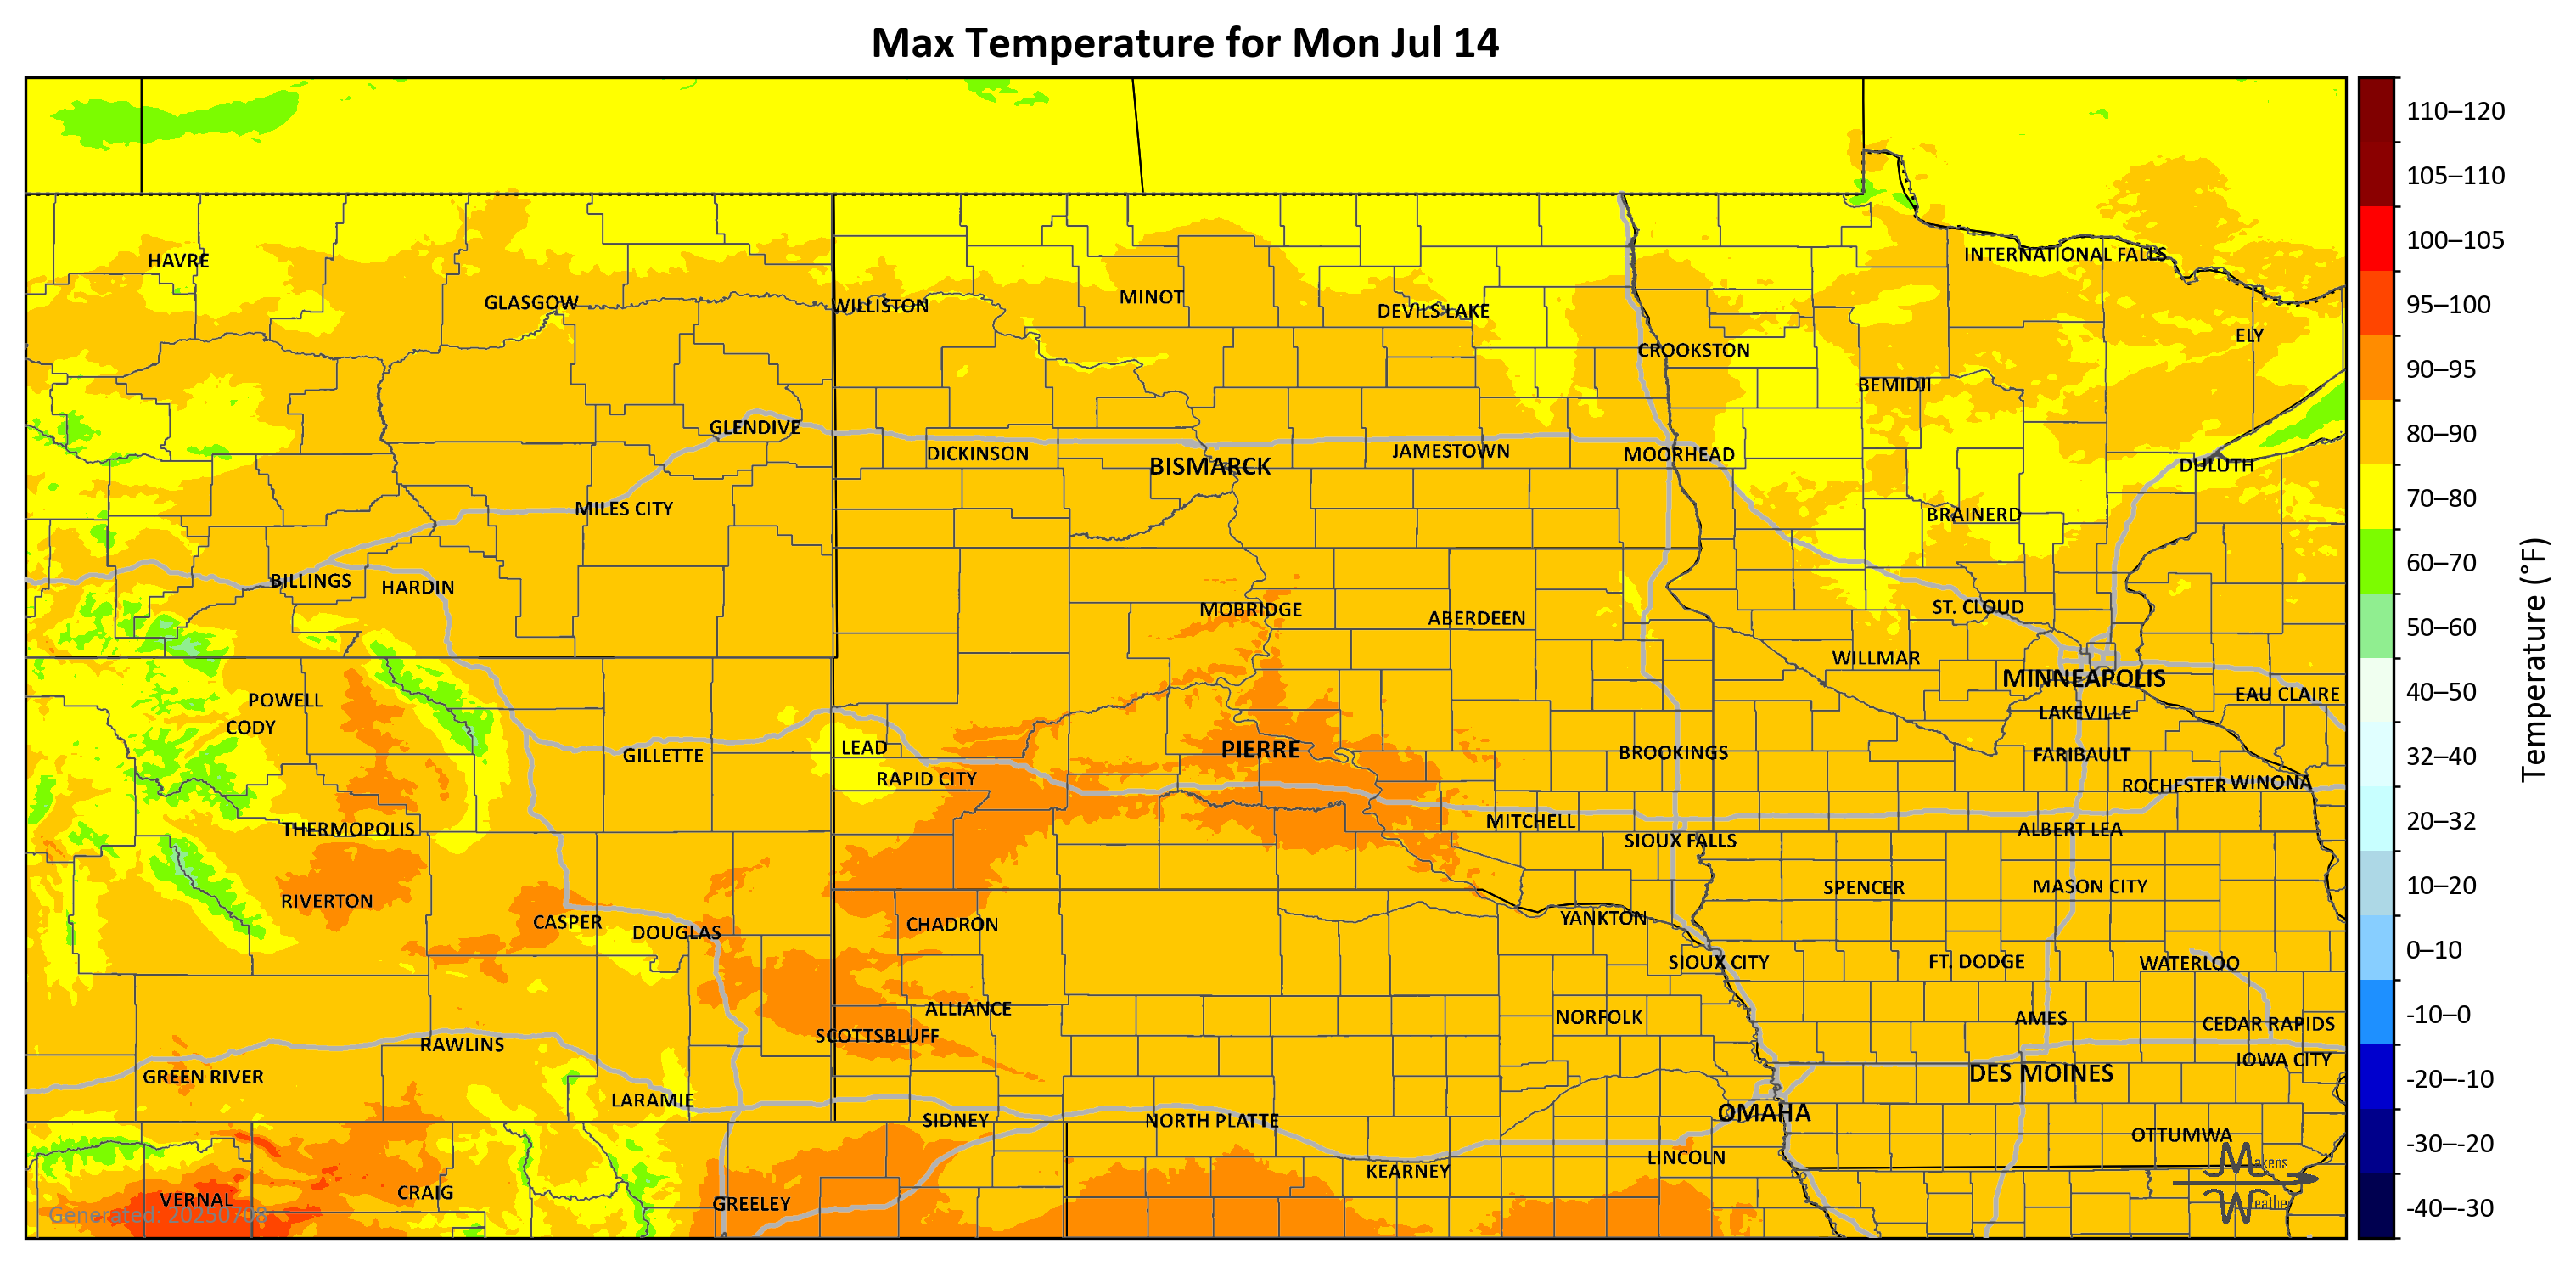 Max Temperature for Mon Jul 14
110–120
105–110
100–105
95–100
90–95
80–90
70–80
60–70
50–60
40–50
32–40
20–32
10–20
0–10
-10–0
-20–-10
-30–-20
-40–-30
Temperature (°F)
HAVRE
INTERNATIONAL FALLS
GLASGOW
WILLISTON
MINOT
DEVILS LAKE
ELY
CROOKSTON
BEMIDJI
GLENDIVE
DICKINSON
BISMARCK
JAMESTOWN
MOORHEAD
DULUTH
MILES CITY
BRAINERD
BILLINGS
HARDIN
MOBRIDGE
ABERDEEN
ST. CLOUD
WILLMAR
MINNEAPOLIS
EAU CLAIRE
POWELL
CODY
LAKEVILLE
GILLETTE
LEAD
PIERRE
BROOKINGS
FARIBAULT
RAPID CITY
ROCHESTER
WINONA
THERMOPOLIS
MITCHELL
SIOUX FALLS
ALBERT LEA
RIVERTON
SPENCER
MASON CITY
CASPER
DOUGLAS
CHADRON
YANKTON
SIOUX CITY
FT. DODGE
WATERLOO
ALLIANCE
NORFOLK
AMES
CEDAR RAPIDS
SCOTTSBLUFF
RAWLINS
IOWA CITY
GREEN RIVER
DES MOINES
LARAMIE
SIDNEY
NORTH PLATTE
OMAHA
OTTUMWA
KEARNEY
LINCOLN
VERNAL
CRAIG
GREELEY
Generated: 20250708
Makens
Weather